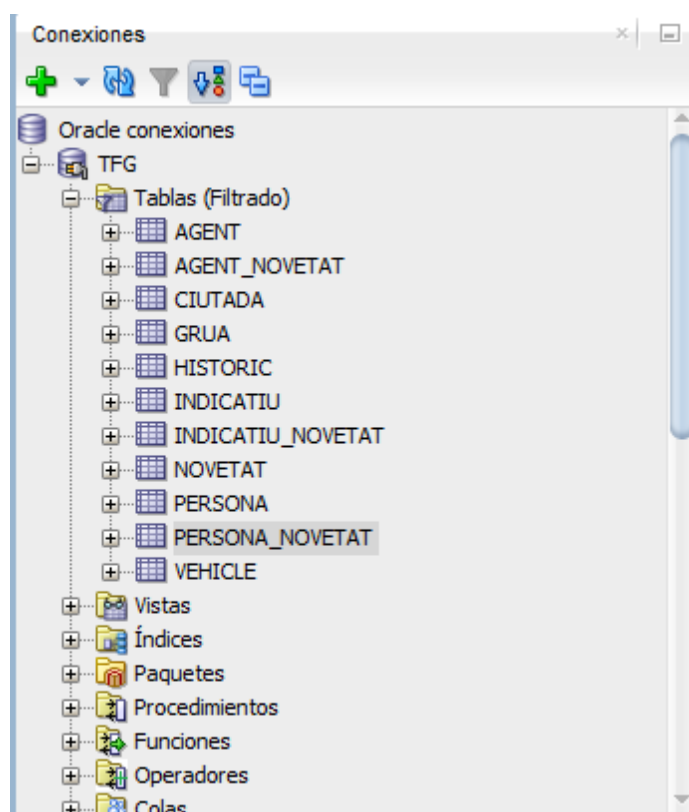 Conexiones
Oracle conexiones
TFG
Tablas (Filtrado)
AGENT
AGENT_NOVETAT
CIUTADA
GRUA
HISTORIC
INDICATIU
INDICATIU_NOVETAT
NOVETAT
PERSONA
PERSONA_NOVETAT
VEHICLE
Vistas
Índices
Paquetes
Procedimientos
Funciones
Operadores
Colas